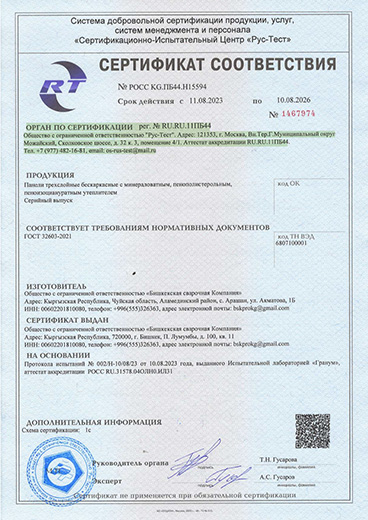 Система добровольной сертификации продукции, услуг,
систем менеджмента и персонала
«Сертификационно-Испытательный Центр «Рус-Тест»
RT
СЕРТИФИКАТ СООТВЕТСТВИЯ
№ РОСС KG.ПБ44.Н15594
Срок действия с 11.08.2023 по 10.08.2026
№ 1467974
ОРГАН ПО СЕРТИФИКАЦИИ рег. № RU.RU.11ПБ44
Общество с ограниченной ответственностью "Рус-Тест". Адрес: 121353, г. Москва, Вн.Тер.Г.Муниципальный округ
Можайский, Сколковское шоссе, д. 32 к. 3, помещение 4/1. Аттестат аккредитации RU.RU.11ПБ44.
Тел. +7 (977) 482-16-81, email: os-rus-test@mail.ru
ПРОДУКЦИЯ
Панели трехслойные бескаркасные с минераловатным, пенополистерольным,
пенополиуретановым утеплителем
Серийный выпуск
код ОК
СООТВЕТСТВУЕТ ТРЕБОВАНИЯМ НОРМАТИВНЫХ ДОКУМЕНТОВ
ГОСТ 32603-2021
код ТН ВЭД
6807100001
ИЗГОТОВИТЕЛЬ
Общество с ограниченной ответственностью «Бишкекская сварочная Компания»
Адрес: Кыргызская Республика, Чуйская область, Аламединский район, с. Арашан, ул. Ахматова, 1Б
ИНН: 00602201810080, телефон: +996(555)326363, адрес электронной почты: bskprokg@gmail.com
СЕРТИФИКАТ ВЫДАН
Общество с ограниченной ответственностью «Бишкекская сварочная Компания»
Адрес: Кыргызская Республика, 720000, г. Бишкек, П. Лумумбы, д. 100, кв. 11
ИНН: 00602201810080, телефон: +996(555)326363, адрес электронной почты: bskprokg@gmail.com
НА ОСНОВАНИИ
Протокола испытаний № 002/H-10/08/23 от 10.08.2023 года, выданного Испытательной лабораторией «Гранум»,
аттестат аккредитации РОСС RU.31578.04ОЛН0.ИЛ31
ДОПОЛНИТЕЛЬНАЯ ИНФОРМАЦИЯ
Схема сертификации: 1с
Руководитель органа
подпись
Т.Н. Гусарова
инициалы, фамилия
Эксперт
подпись
А.С. Гусаров
инициалы, фамилия
Сертификат не применяется при обязательной сертификации